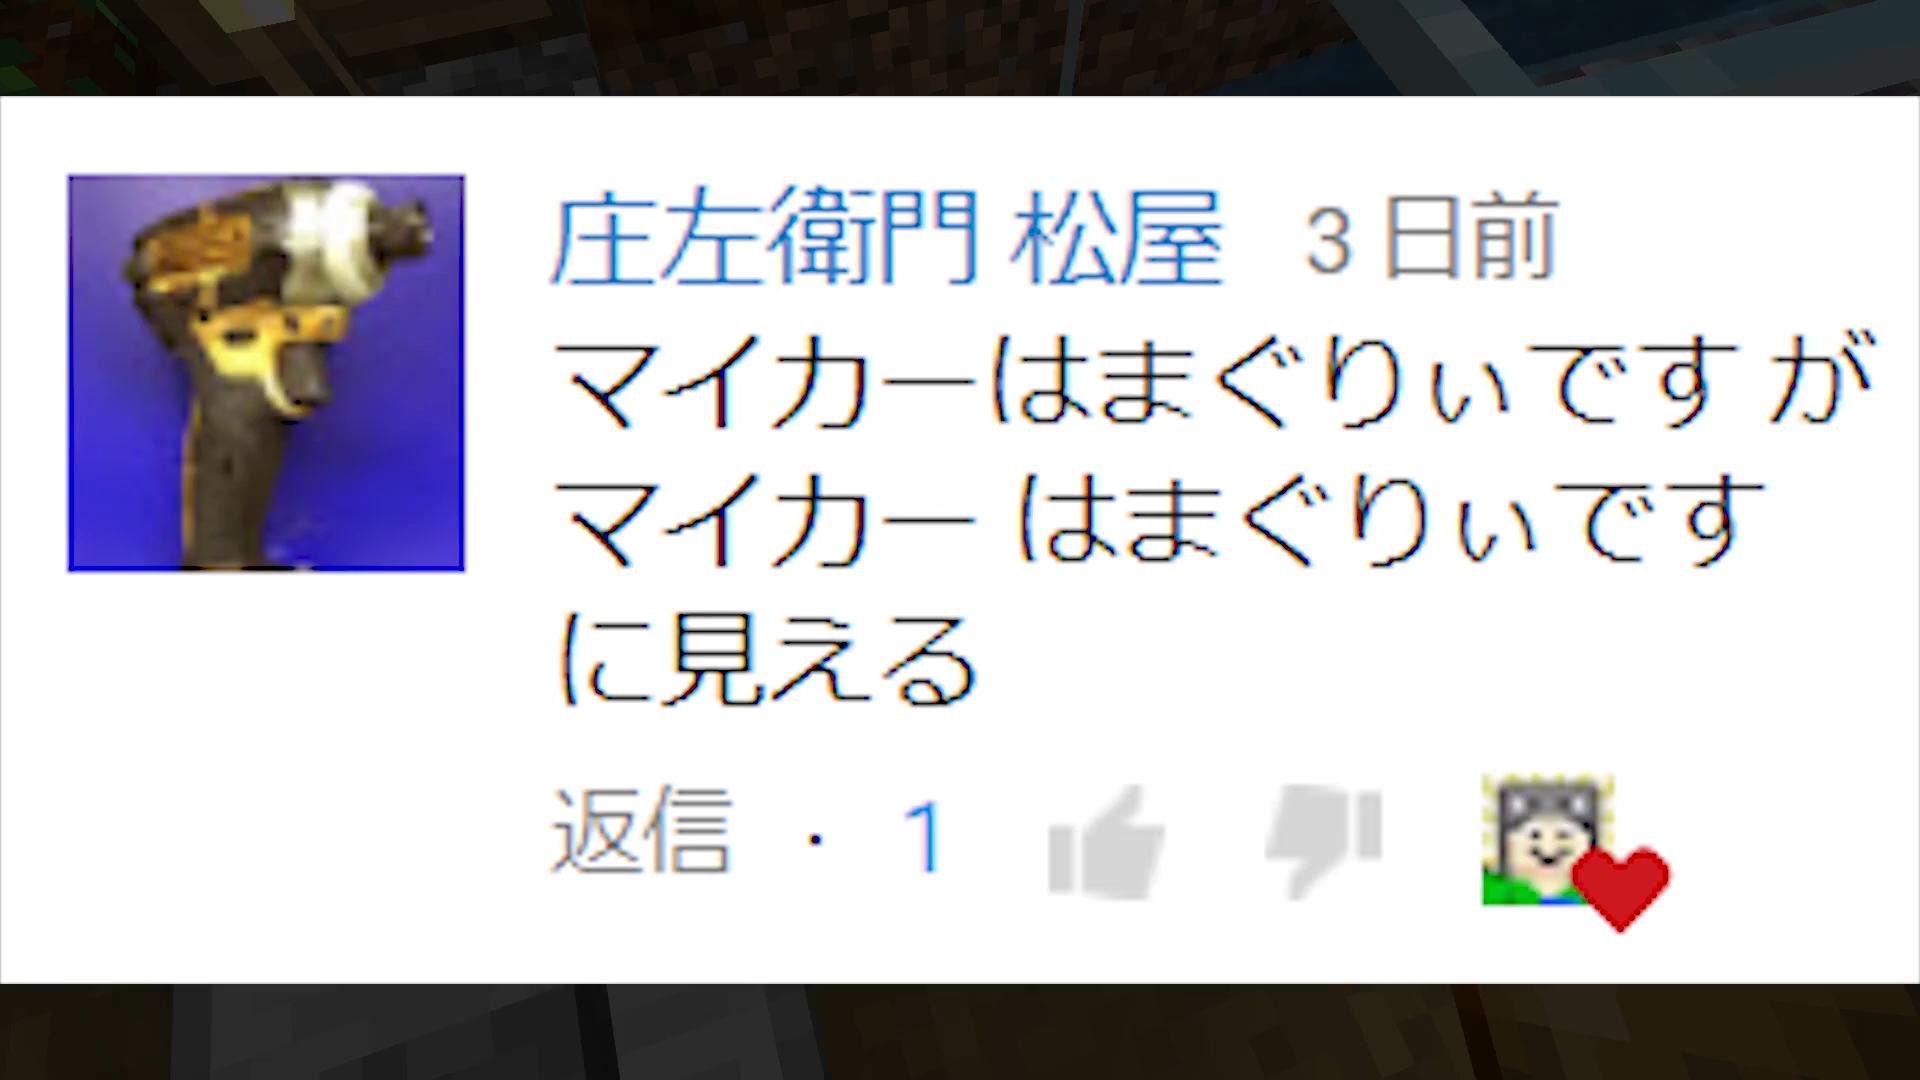 庄左衛門 松屋 3 日前
マイカーはまぐりぃです が
マイカー はまぐりぃです
に見える
返信 · 1